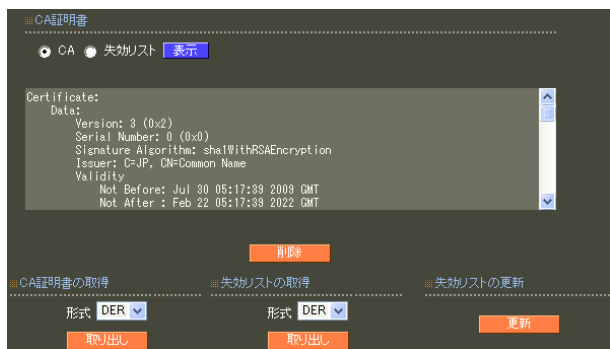 CA証明書
CA 失効リスト 表示
Certificate:
Data:
Version: 3 (0x2)
Serial Number: 0 (0x0)
Signature Algorithm: sha1WithRSAEncryption
Issuer: C=JP, CN=Common Name
Validity
Not Before: Jul 30 05:17:39 2009 GMT
Not After : Feb 22 05:17:39 2022 GMT
削除
CA証明書の取得 失効リストの取得 失効リストの更新
形式 DER 形式 DER
取り出し 取り出し 更新